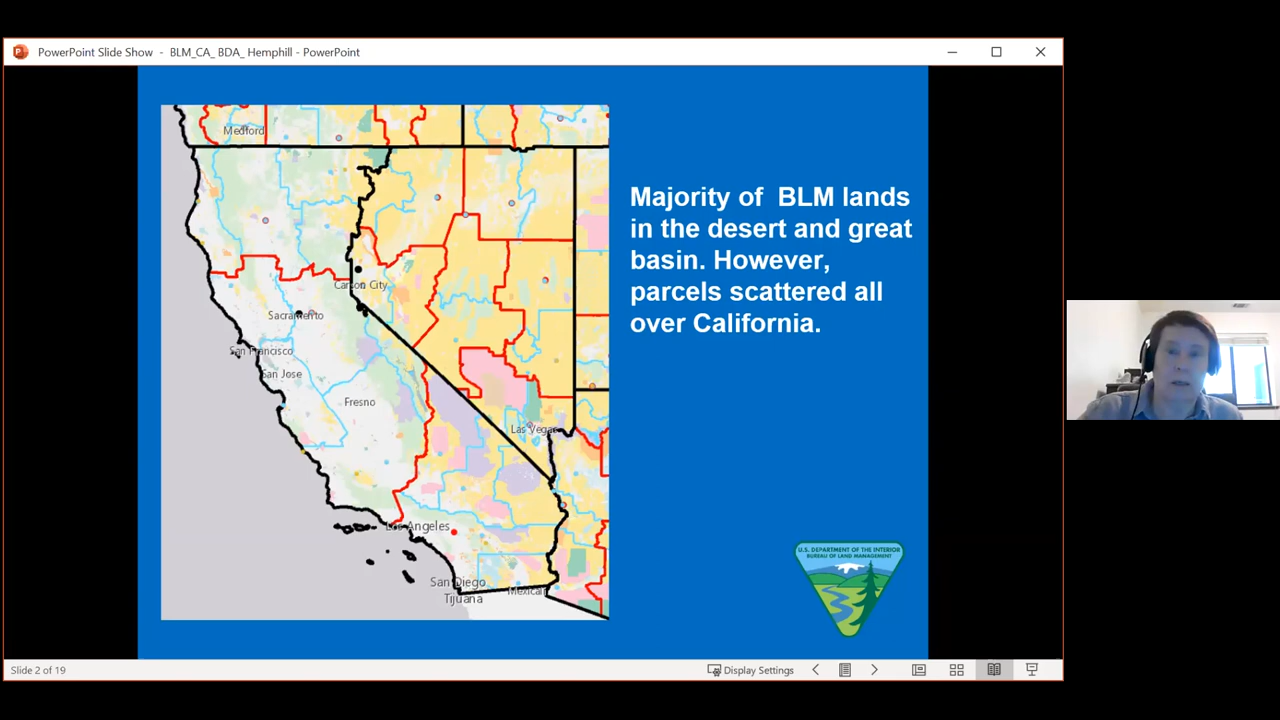 PowerPoint Slide Show - BLM_CA_ BDA_ Hemphill - PowerPoint
Medford
Carson City
Sacramento
San Francisco
San Jose
Fresno
Las Vegas
Los Angeles
San Diego
Tijuana
Mexicali
Majority of BLM lands
in the desert and great
basin. However,
parcels scattered all
over California.
U.S. DEPARTMENT OF THE INTERIOR
BUREAU OF LAND MANAGEMENT
Slide 2 of 19
Display Settings